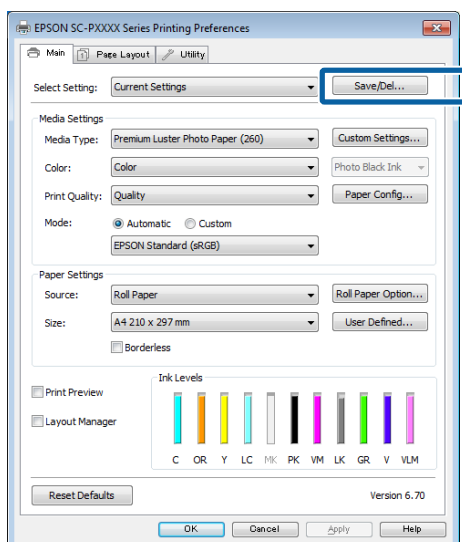 EPSON SC-PXXXX Series Printing Preferences
Main Page Layout Utility
Select Setting: Current Settings Save/Del...
Media Settings
Media Type: Premium Luster Photo Paper (260) Custom Settings...
Color: Color Photo Black Ink
Print Quality: Quality Paper Config...
Mode: Automatic Custom
EPSON Standard (sRGB)
Paper Settings
Source: Roll Paper Roll Paper Option...
Size: A4 210 x 297 mm User Defined...
Borderless
Ink Levels
Print Preview
Layout Manager
C OR Y LC MK PK VM LK GR V VLM
Reset Defaults Version 6.70
OK Cancel Apply Help